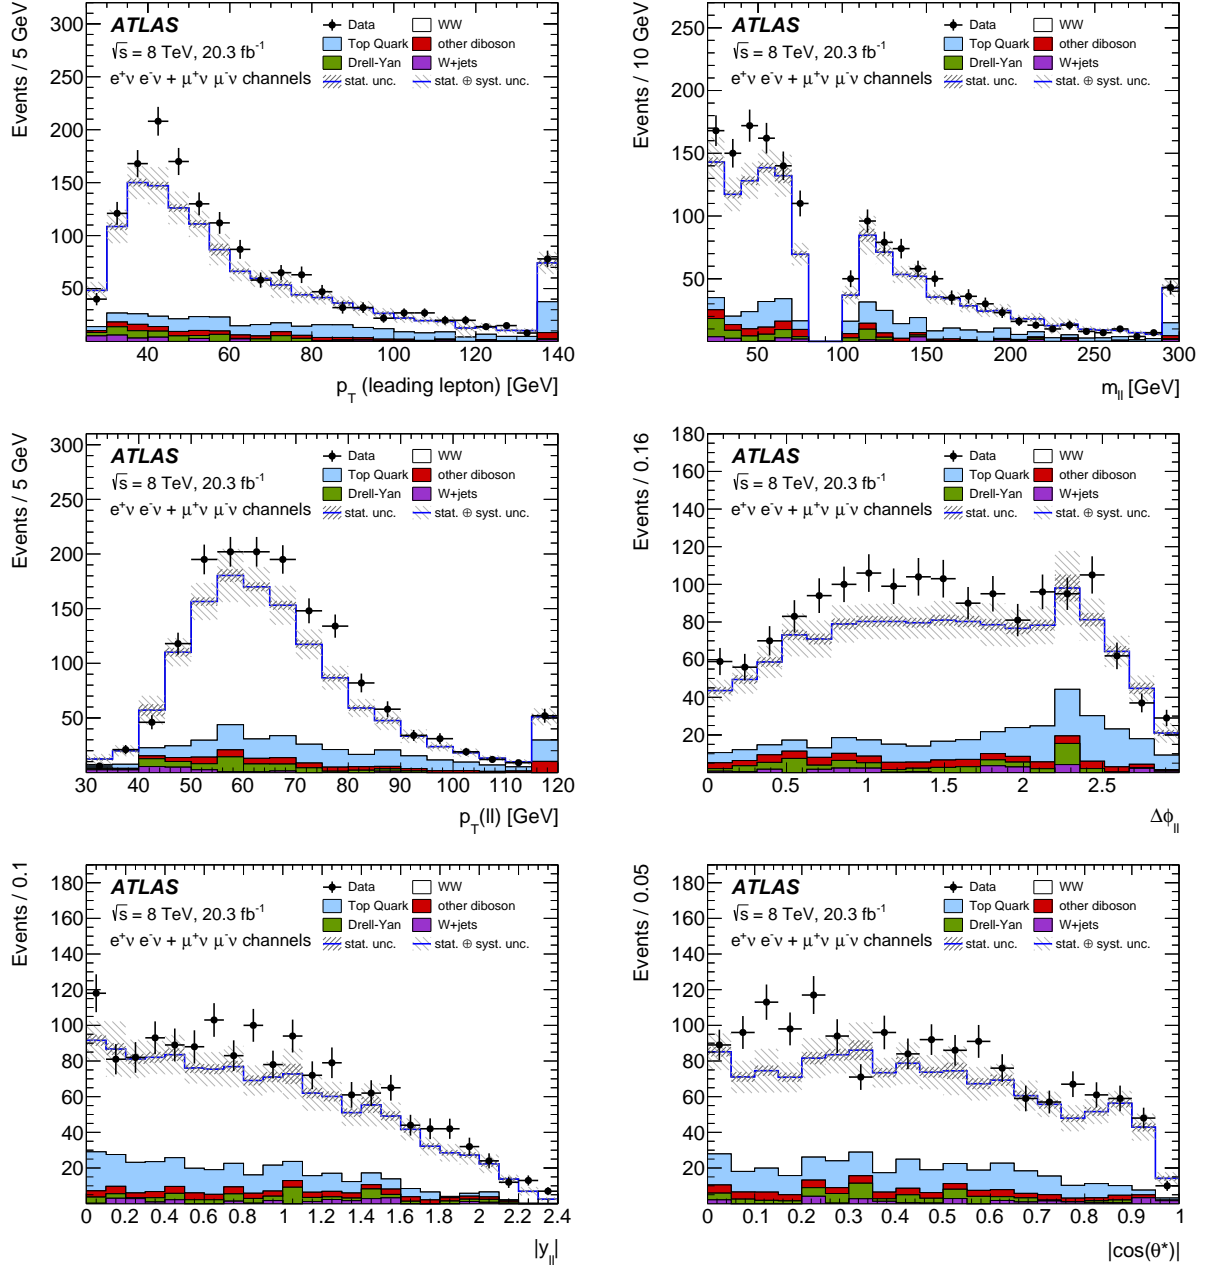 Events / 5 GeV
300
250
200
150
100
50
ATLAS
√s = 8 TeV, 20.3 fb⁻¹
e⁺ν e⁻ν + μ⁺ν μ⁻ν channels
Data
WW
Top Quark
other diboson
Drell-Yan
W+jets
stat. unc.
stat. ⊕ syst. unc.
40 60 80 100 120 140
p_T (leading lepton) [GeV]
Events / 10 GeV
250
200
150
100
50
ATLAS
√s = 8 TeV, 20.3 fb⁻¹
e⁺ν e⁻ν + μ⁺ν μ⁻ν channels
Data
WW
Top Quark
other diboson
Drell-Yan
W+jets
stat. unc.
stat. ⊕ syst. unc.
50 100 150 200 250 300
m_ll [GeV]
Events / 5 GeV
300
250
200
150
100
50
ATLAS
√s = 8 TeV, 20.3 fb⁻¹
e⁺ν e⁻ν + μ⁺ν μ⁻ν channels
Data
WW
Top Quark
other diboson
Drell-Yan
W+jets
stat. unc.
stat. ⊕ syst. unc.
30 40 50 60 70 80 90 100 110 120
p_T(ll) [GeV]
Events / 0.16
180
160
140
120
100
80
60
40
20
ATLAS
√s = 8 TeV, 20.3 fb⁻¹
e⁺ν e⁻ν + μ⁺ν μ⁻ν channels
Data
WW
Top Quark
other diboson
Drell-Yan
W+jets
stat. unc.
stat. ⊕ syst. unc.
0 0.5 1 1.5 2 2.5
Δϕ_ll
Events / 0.1
180
160
140
120
100
80
60
40
20
ATLAS
√s = 8 TeV, 20.3 fb⁻¹
e⁺ν e⁻ν + μ⁺ν μ⁻ν channels
Data
WW
Top Quark
other diboson
Drell-Yan
W+jets
stat. unc.
stat. ⊕ syst. unc.
0 0.2 0.4 0.6 0.8 1 1.2 1.4 1.6 1.8 2 2.2 2.4
|y_ll|
Events / 0.05
180
160
140
120
100
80
60
40
20
ATLAS
√s = 8 TeV, 20.3 fb⁻¹
e⁺ν e⁻ν + μ⁺ν μ⁻ν channels
Data
WW
Top Quark
other diboson
Drell-Yan
W+jets
stat. unc.
stat. ⊕ syst. unc.
0 0.1 0.2 0.3 0.4 0.5 0.6 0.7 0.8 0.9 1
|cos(θ*)|